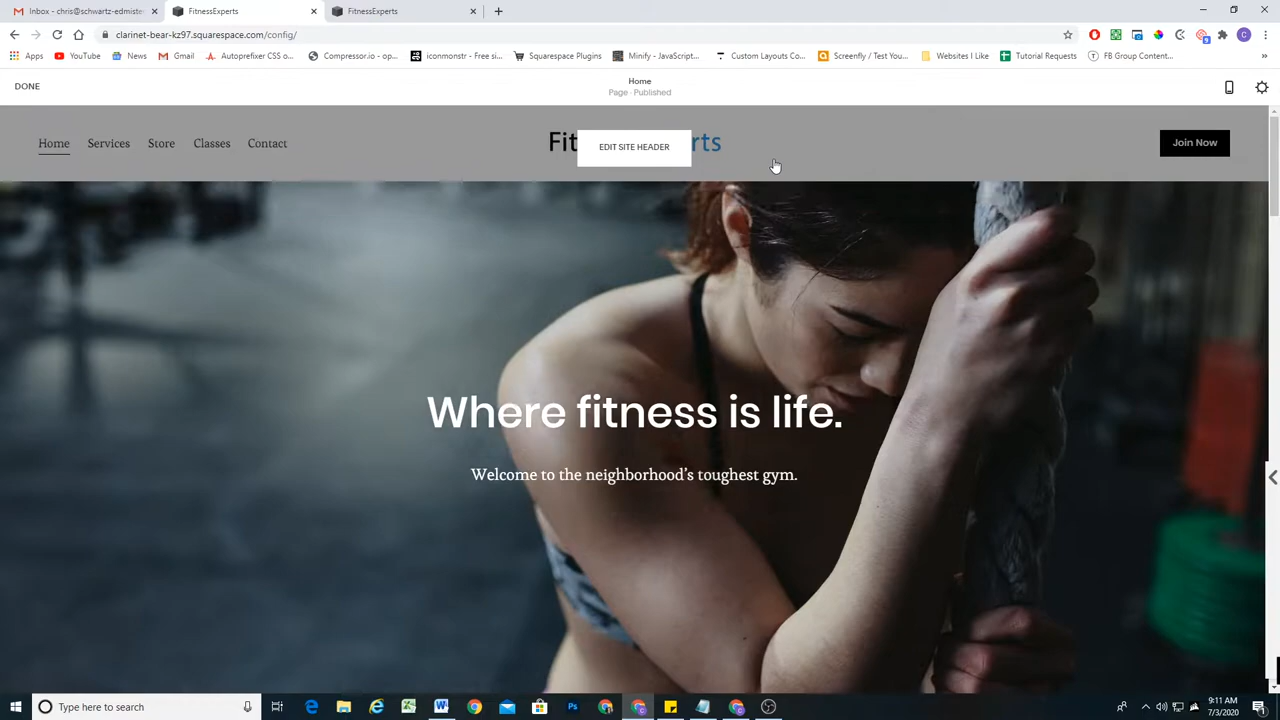 Inbox - chris@schwartz-edmiste
FitnessExperts
FitnessExperts
clarinet-bear-kz97.squarespace.com/config/
Apps
YouTube
News
Gmail
Autoprefixer CSS o...
Compressor.io - op...
iconmonstr - Free si...
Squarespace Plugins
Minify - JavaScript...
Custom Layouts Co...
Screenfly / Test You...
Websites I Like
Tutorial Requests
FB Group Content...
DONE
Home
Page · Published
Home
Services
Store
Classes
Contact
Fit
EDIT SITE HEADER
rts
Join Now
Where fitness is life.
Welcome to the neighborhood's toughest gym.
Type here to search
9:11 AM
7/3/2020